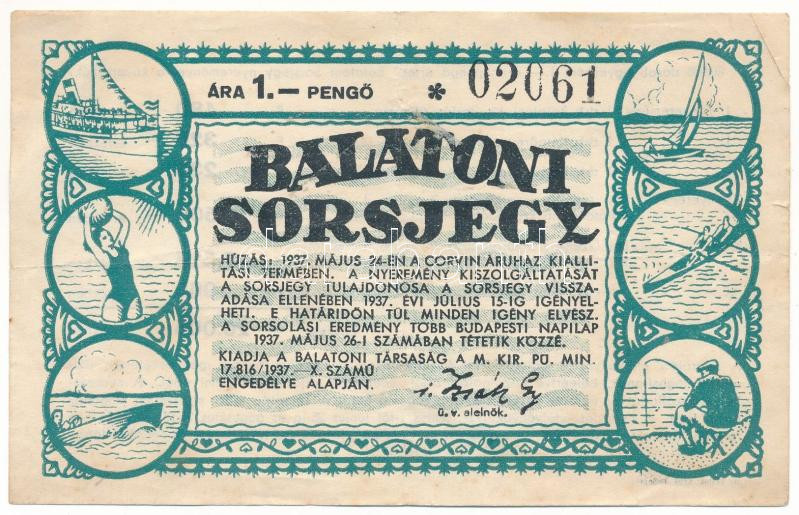 ÁRA 1.— PENGŐ * 02061
BALATONI
SORSJEGY
HÚZÁS: 1937. MÁJUS 24-ÉN A CORVIN ÁRUHÁZ KIÁLLI-
TÁSI TERMÉBEN. A NYEREMÉNY KISZOLGÁLTATÁSÁT
A SORSJEGY TULAJDONOSA A SORSJEGY VISSZA-
ADÁSA ELLENÉBEN 1937. ÉVI JÚLIUS 15-IG IGÉNYEL-
HETI. E HATÁRIDŐN TÚL MINDEN IGÉNY ELVÉSZ.
A SORSOLÁSI EREDMÉNY TÖBB BUDAPESTI NAPILAP
1937. MÁJUS 26-I SZÁMÁBAN TÉTETIK KÖZZÉ.
KIADJA A BALATONI TÁRSASÁG A M. KIR. PÜ. MIN.
17.816/1937.—X. SZÁMÚ
ENGEDÉLYE ALAPJÁN.
ü. v. alelnök.